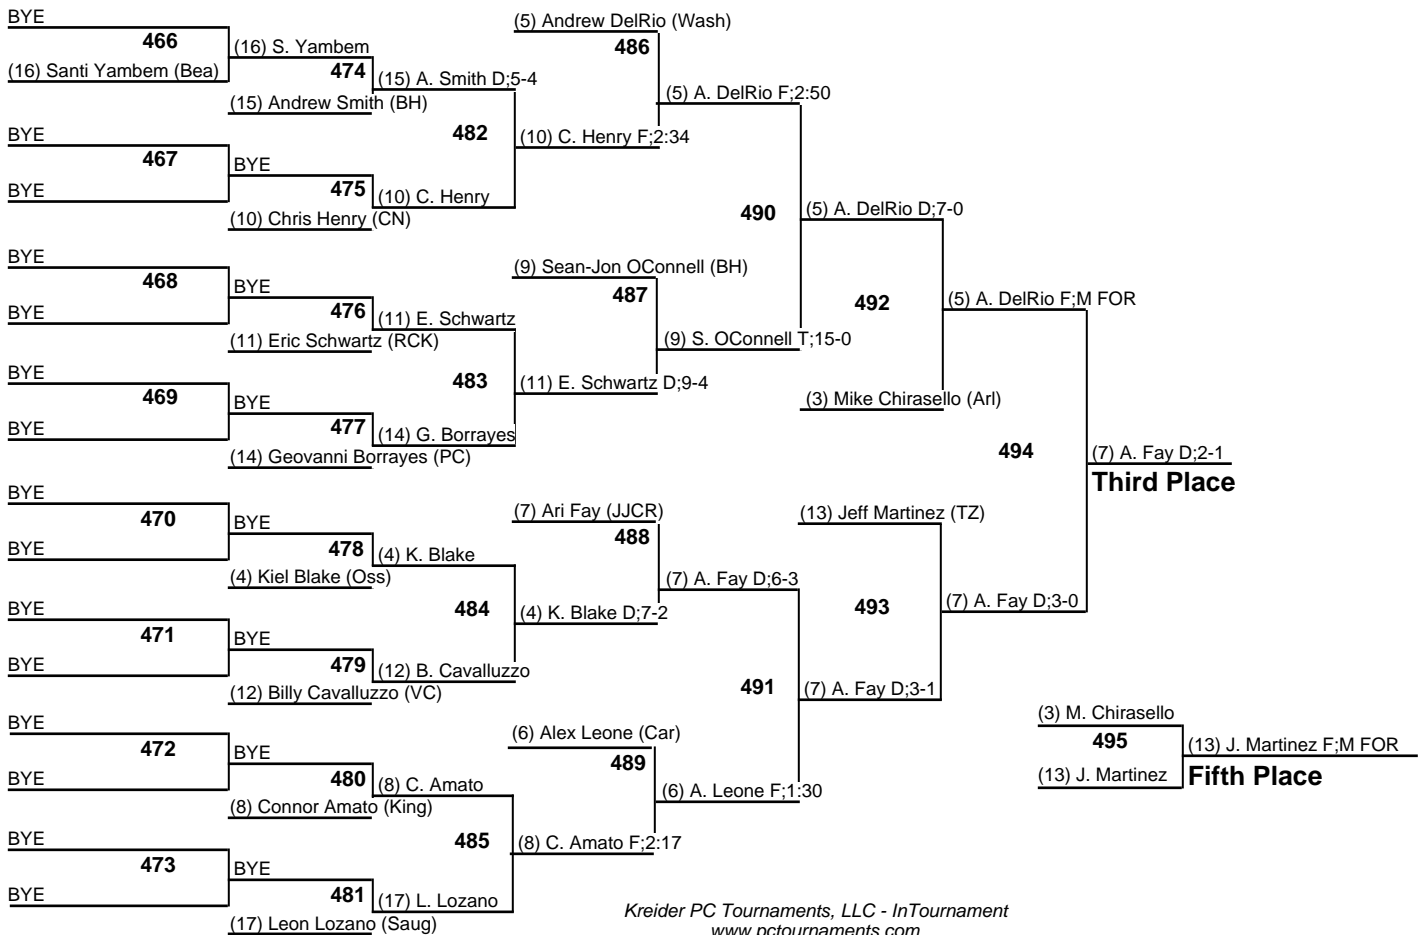 BYE
466
(16) Santi Yambem (Bea)
BYE
467
BYE
BYE
468
BYE
BYE
469
BYE
BYE
470
BYE
BYE
471
BYE
BYE
472
BYE
BYE
473
BYE
(16) S. Yambem
474
(15) Andrew Smith (BH)
BYE
475
(10) Chris Henry (CN)
BYE
476
(11) Eric Schwartz (RCK)
BYE
477
(14) Geovanni Borrayes (PC)
BYE
478
(4) Kiel Blake (Oss)
BYE
479
(12) Billy Cavalluzzo (VC)
BYE
480
(8) Connor Amato (King)
BYE
481
(17) Leon Lozano (Saug)
(15) A. Smith D;5-4
482
(10) C. Henry
(11) E. Schwartz
483
(14) G. Borrayes
(4) K. Blake
484
(12) B. Cavalluzzo
(8) C. Amato
485
(17) L. Lozano
(5) Andrew DelRio (Wash)
486
(10) C. Henry F;2:34
(9) Sean-Jon OConnell (BH)
487
(11) E. Schwartz D;9-4
(7) Ari Fay (JJCR)
488
(4) K. Blake D;7-2
(6) Alex Leone (Car)
489
(8) C. Amato F;2:17
(5) A. DelRio F;2:50
490
(9) S. OConnell T;15-0
(7) A. Fay D;6-3
491
(6) A. Leone F;1:30
(5) A. DelRio D;7-0
492
(3) Mike Chirasello (Arl)
(13) Jeff Martinez (TZ)
493
(7) A. Fay D;3-1
(5) A. DelRio F;M FOR
494
(7) A. Fay D;3-0
(7) A. Fay D;2-1
Third Place
(3) M. Chirasello
495
(13) J. Martinez
(13) J. Martinez F;M FOR
Fifth Place
Kreider PC Tournaments, LLC - InTournament
www.pctournaments.com